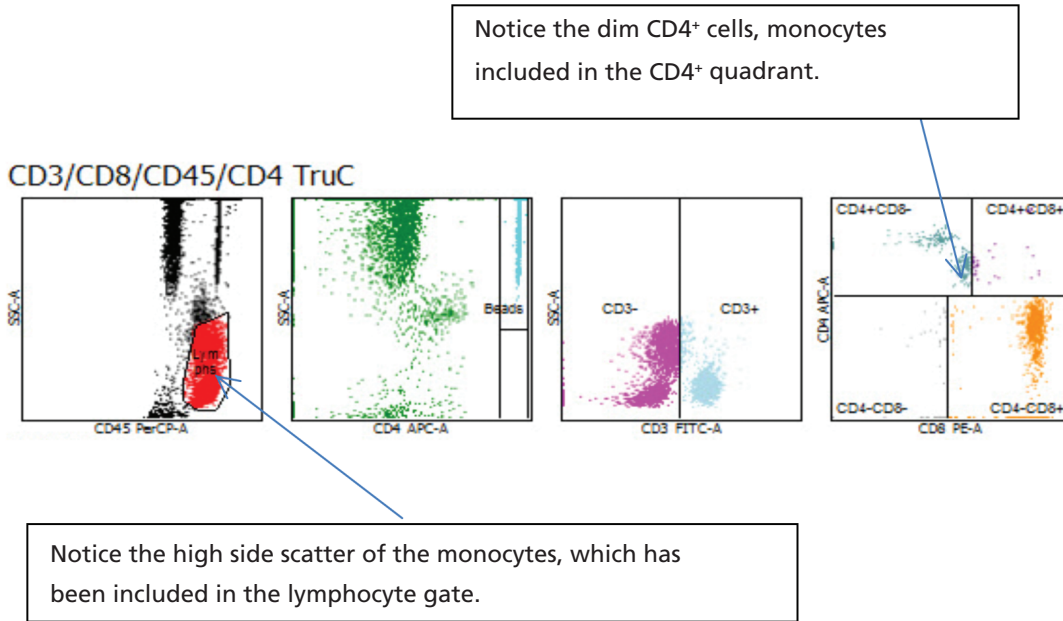 Notice the dim CD4⁺ cells, monocytes
included in the CD4⁺ quadrant.
CD3/CD8/CD45/CD4 TruC
SSC-A
Lym
phs
CD45 PerCP-A
SSC-A
Beads
CD4 APC-A
SSC-A
CD3-
CD3+
CD3 FITC-A
CD4 APC-A
CD4+CD8-
CD4+CD8+
CD4-CD8-
CD4-CD8+
CD8 PE-A
Notice the high side scatter of the monocytes, which has
been included in the lymphocyte gate.